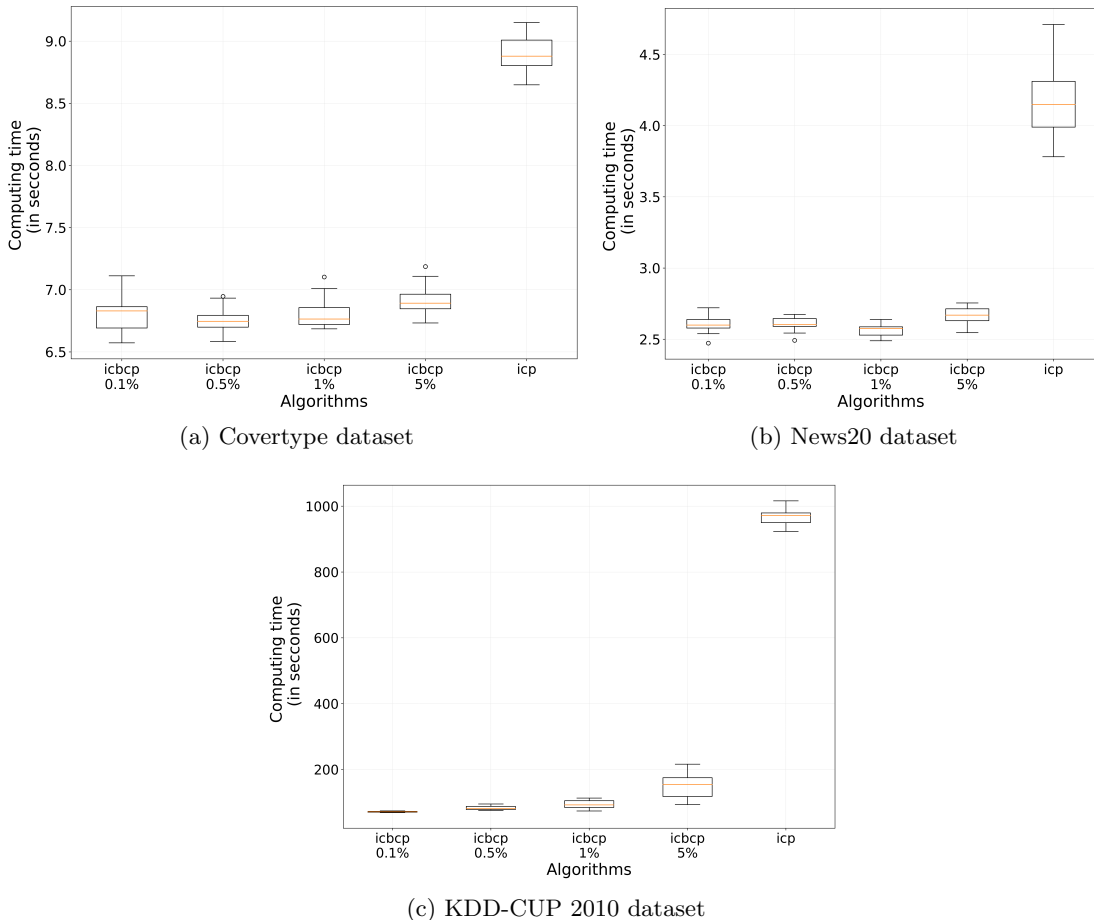 9.0
8.5
8.0
7.5
7.0
6.5
Computing time
(in secconds)
icbcp icbcp icbcp icbcp icp
0.1% 0.5% 1% 5%
Algorithms
(a) Covertype dataset
4.5
4.0
3.5
3.0
2.5
Computing time
(in secconds)
icbcp icbcp icbcp icbcp icp
0.1% 0.5% 1% 5%
Algorithms
(b) News20 dataset
1000
800
600
400
200
Computing time
(in secconds)
icbcp icbcp icbcp icbcp icp
0.1% 0.5% 1% 5%
Algorithms
(c) KDD-CUP 2010 dataset